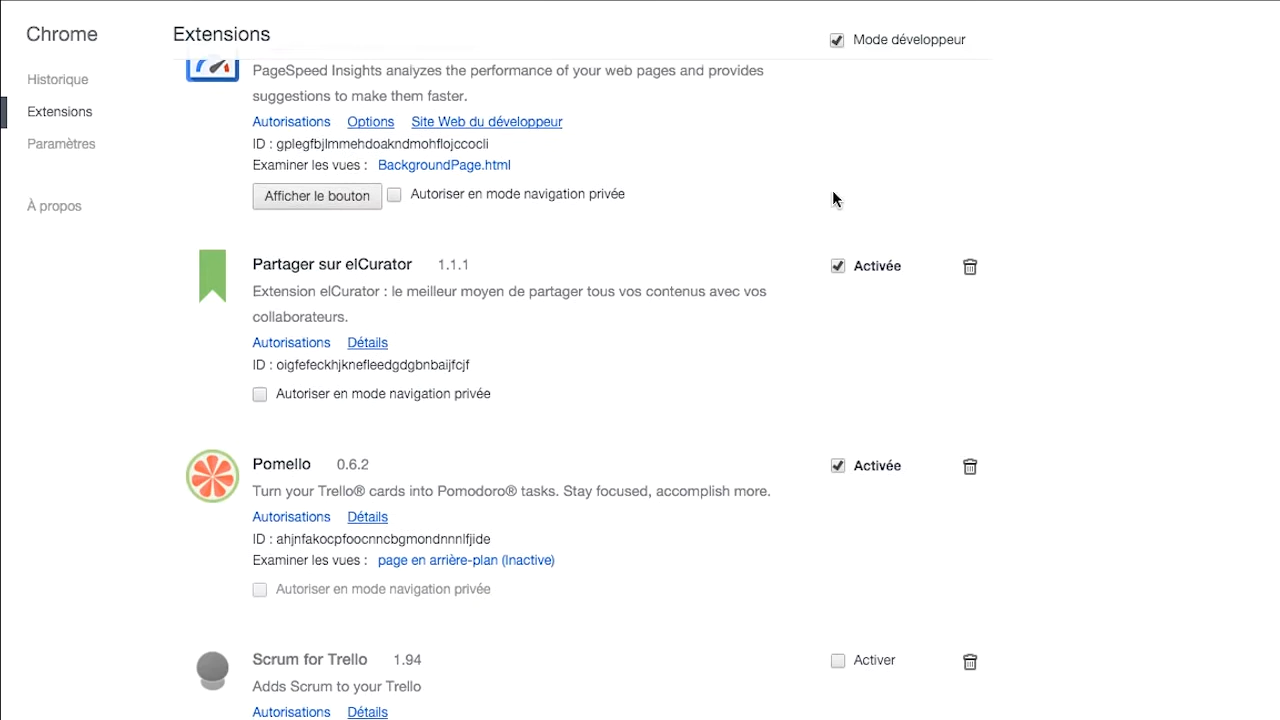 Chrome
Extensions
Mode développeur
Historique
Extensions
Paramètres
À propos
PageSpeed Insights analyzes the performance of your web pages and provides
suggestions to make them faster.
Autorisations Options Site Web du développeur
ID : gplegfbjlmmehdoakndmohflojccocli
Examiner les vues : BackgroundPage.html
Afficher le bouton Autoriser en mode navigation privée
Partager sur elCurator 1.1.1 Activée
Extension elCurator : le meilleur moyen de partager tous vos contenus avec vos
collaborateurs.
Autorisations Détails
ID : oigfefeckhjknefleedgdgbnbaijfcjf
Autoriser en mode navigation privée
Pomello 0.6.2 Activée
Turn your Trello® cards into Pomodoro® tasks. Stay focused, accomplish more.
Autorisations Détails
ID : ahjnfakocpfoocnncbgmondnnnlfjide
Examiner les vues : page en arrière-plan (Inactive)
Autoriser en mode navigation privée
Scrum for Trello 1.94 Activer
Adds Scrum to your Trello
Autorisations Détails